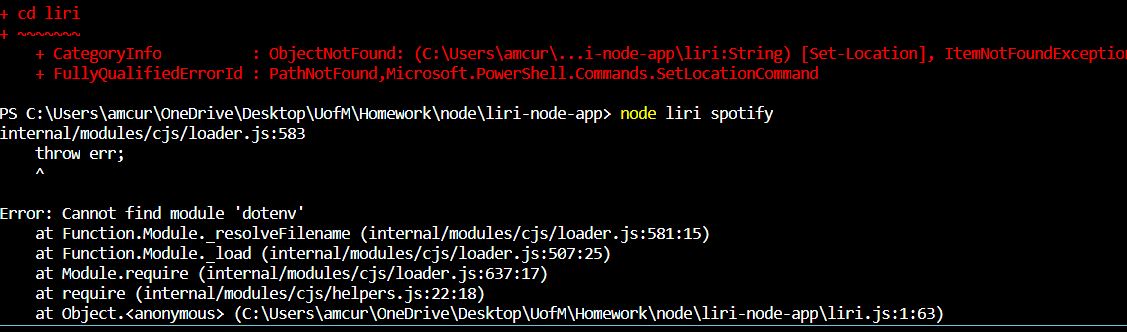 + cd liri
+ ~~~~~~~
    + CategoryInfo          : ObjectNotFound: (C:\Users\amcur\...i-node-app\liri:String) [Set-Location], ItemNotFoundException
    + FullyQualifiedErrorId : PathNotFound,Microsoft.PowerShell.Commands.SetLocationCommand

PS C:\Users\amcur\OneDrive\Desktop\UofM\Homework\node\liri-node-app> node liri spotify
internal/modules/cjs/loader.js:583
    throw err;
    ^

Error: Cannot find module 'dotenv'
    at Function.Module._resolveFilename (internal/modules/cjs/loader.js:581:15)
    at Function.Module._load (internal/modules/cjs/loader.js:507:25)
    at Module.require (internal/modules/cjs/loader.js:637:17)
    at require (internal/modules/cjs/helpers.js:22:18)
    at Object.<anonymous> (C:\Users\amcur\OneDrive\Desktop\UofM\Homework\node\liri-node-app\liri.js:1:63)